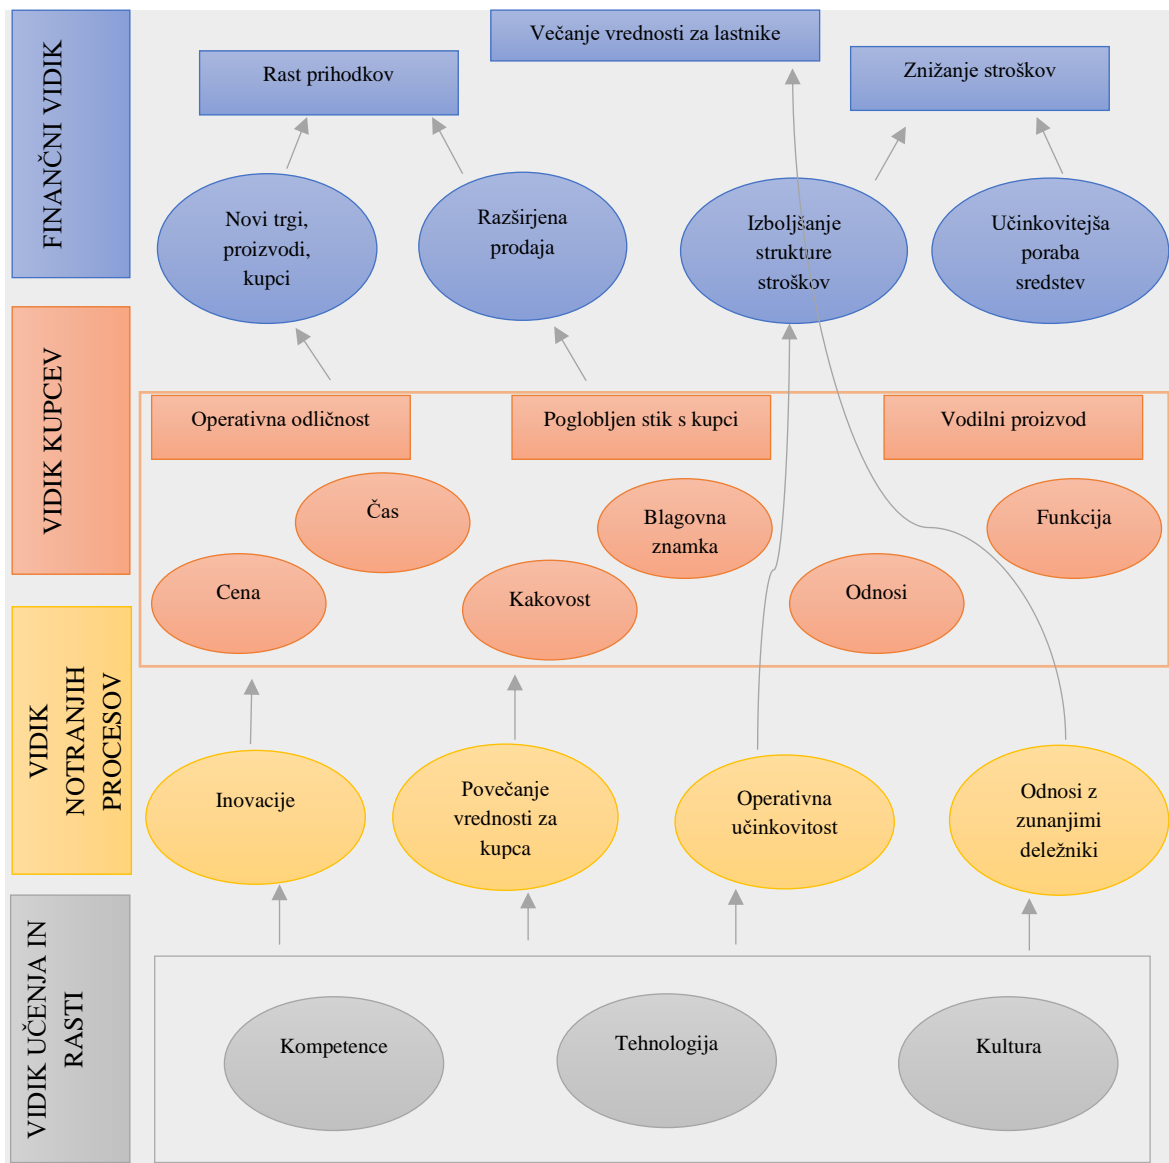 FINANČNI VIDIK
Večanje vrednosti za lastnike
Rast prihodkov
Znižanje stroškov
Novi trgi,
proizvodi,
kupci
Razširjena
prodaja
Izboljšanje
strukture
stroškov
Učinkovitejša
poraba
sredstev
VIDIK KUPCEV
Operativna odličnost
Poglobljen stik s kupci
Vodilni proizvod
Čas
Blagovna
znamka
Funkcija
Cena
Kakovost
Odnosi
VIDIK
NOTRANJIH
PROCESOV
Inovacije
Povečanje
vrednosti za
kupca
Operativna
učinkovitost
Odnosi z
zunanjimi
deležniki
VIDIK UČENJA IN
RASTI
Kompetence
Tehnologija
Kultura